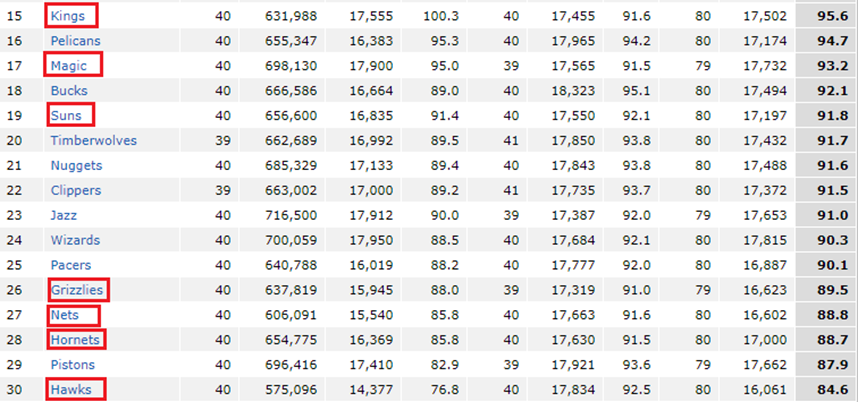 15 Kings 40 631,988 17,555 100.3 40 17,455 91.6 80 17,502 95.6
16 Pelicans 40 655,347 16,383 95.3 40 17,965 94.2 80 17,174 94.7
17 Magic 40 698,130 17,900 95.0 39 17,565 91.5 79 17,732 93.2
18 Bucks 40 666,586 16,664 89.0 40 18,323 95.1 80 17,494 92.1
19 Suns 40 656,600 16,835 91.4 40 17,550 92.1 80 17,197 91.8
20 Timberwolves 39 662,689 16,992 89.5 41 17,850 93.8 80 17,432 91.7
21 Nuggets 40 685,329 17,133 89.4 40 17,843 93.8 80 17,488 91.6
22 Clippers 39 663,002 17,000 89.2 41 17,735 93.7 80 17,372 91.5
23 Jazz 40 716,500 17,912 90.0 39 17,387 92.0 79 17,653 91.0
24 Wizards 40 700,059 17,950 88.5 40 17,684 92.1 80 17,815 90.3
25 Pacers 40 640,788 16,019 88.2 40 17,777 92.0 80 16,887 90.1
26 Grizzlies 40 637,819 15,945 88.0 39 17,319 91.0 79 16,623 89.5
27 Nets 40 606,091 15,540 85.8 40 17,663 91.6 80 16,602 88.8
28 Hornets 40 654,775 16,369 85.8 40 17,630 91.5 80 17,000 88.7
29 Pistons 40 696,416 17,410 82.9 39 17,921 93.6 79 17,662 87.9
30 Hawks 40 575,096 14,377 76.8 40 17,834 92.5 80 16,061 84.6